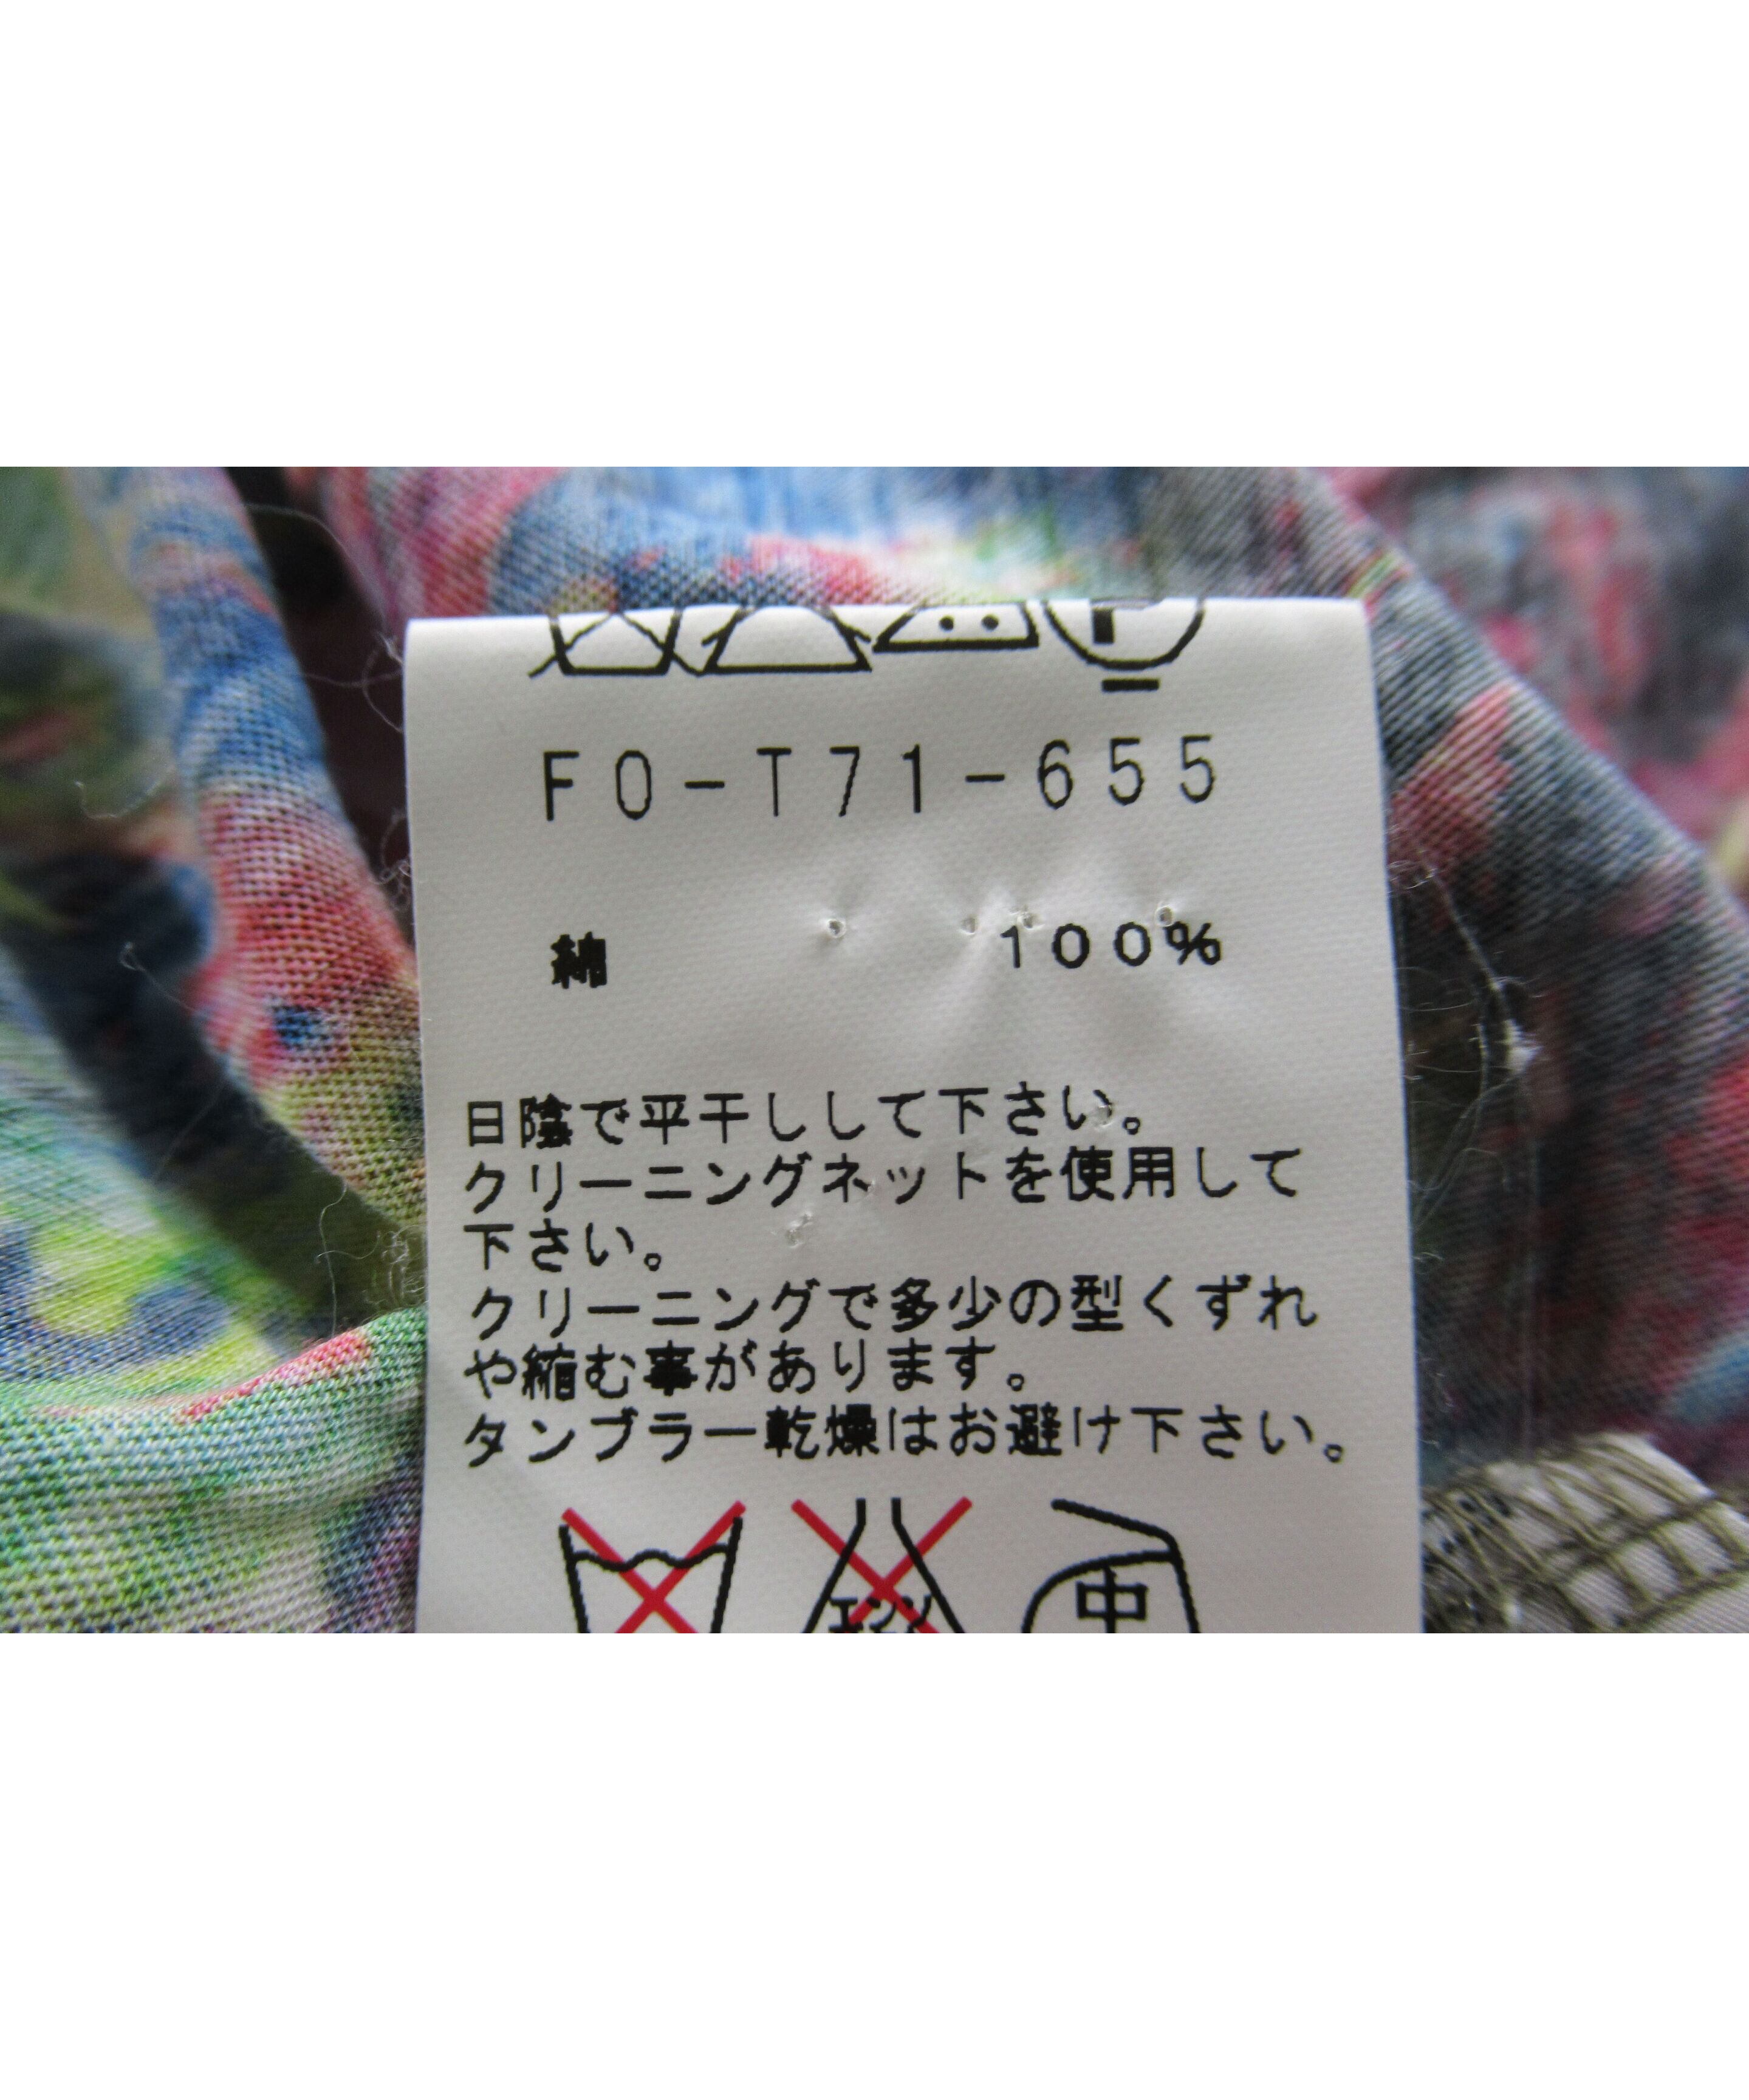 P
FO-T71-655
綿 100%
日陰で平干しして下さい。
クリーニングネットを使用して
下さい。
クリーニングで多少の型くずれ
や縮む事があります。
タンブラー乾燥はお避け下さい。
エンソ 中